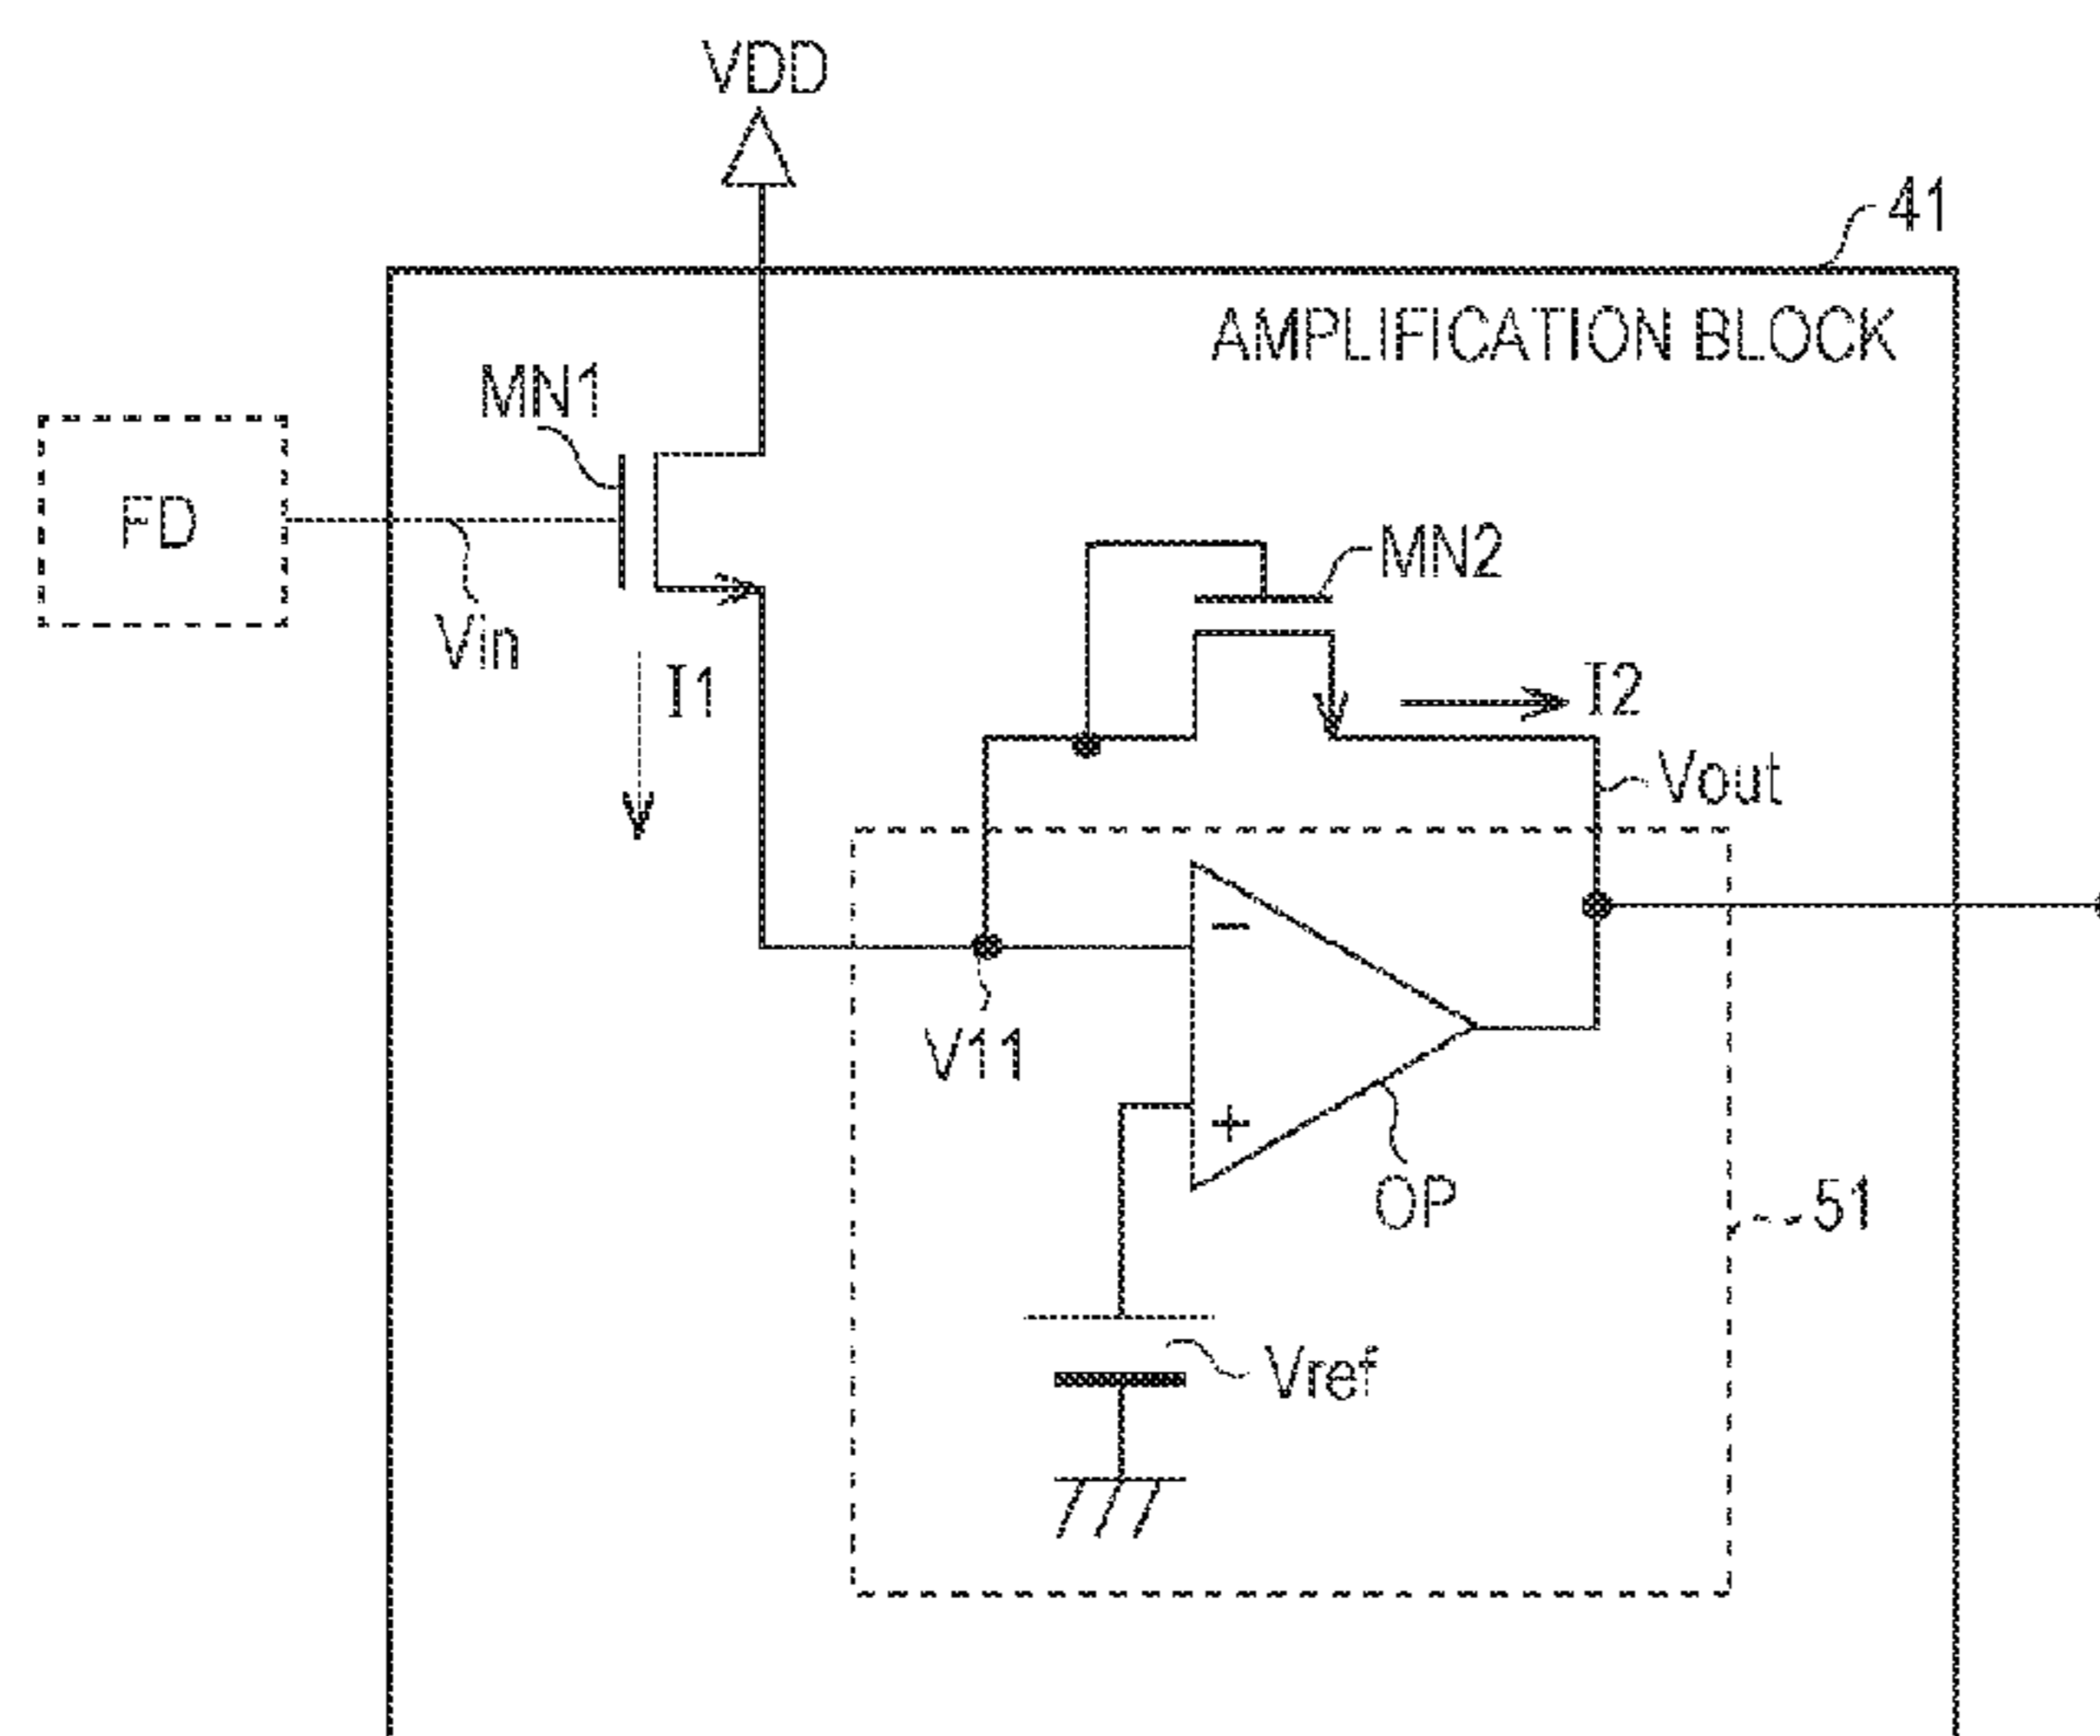 VDD
41
AMPLIFICATION BLOCK
MN1
FD
MN2
Vin
I1
I2
Vout
−
V11
+
OP
51
Vref